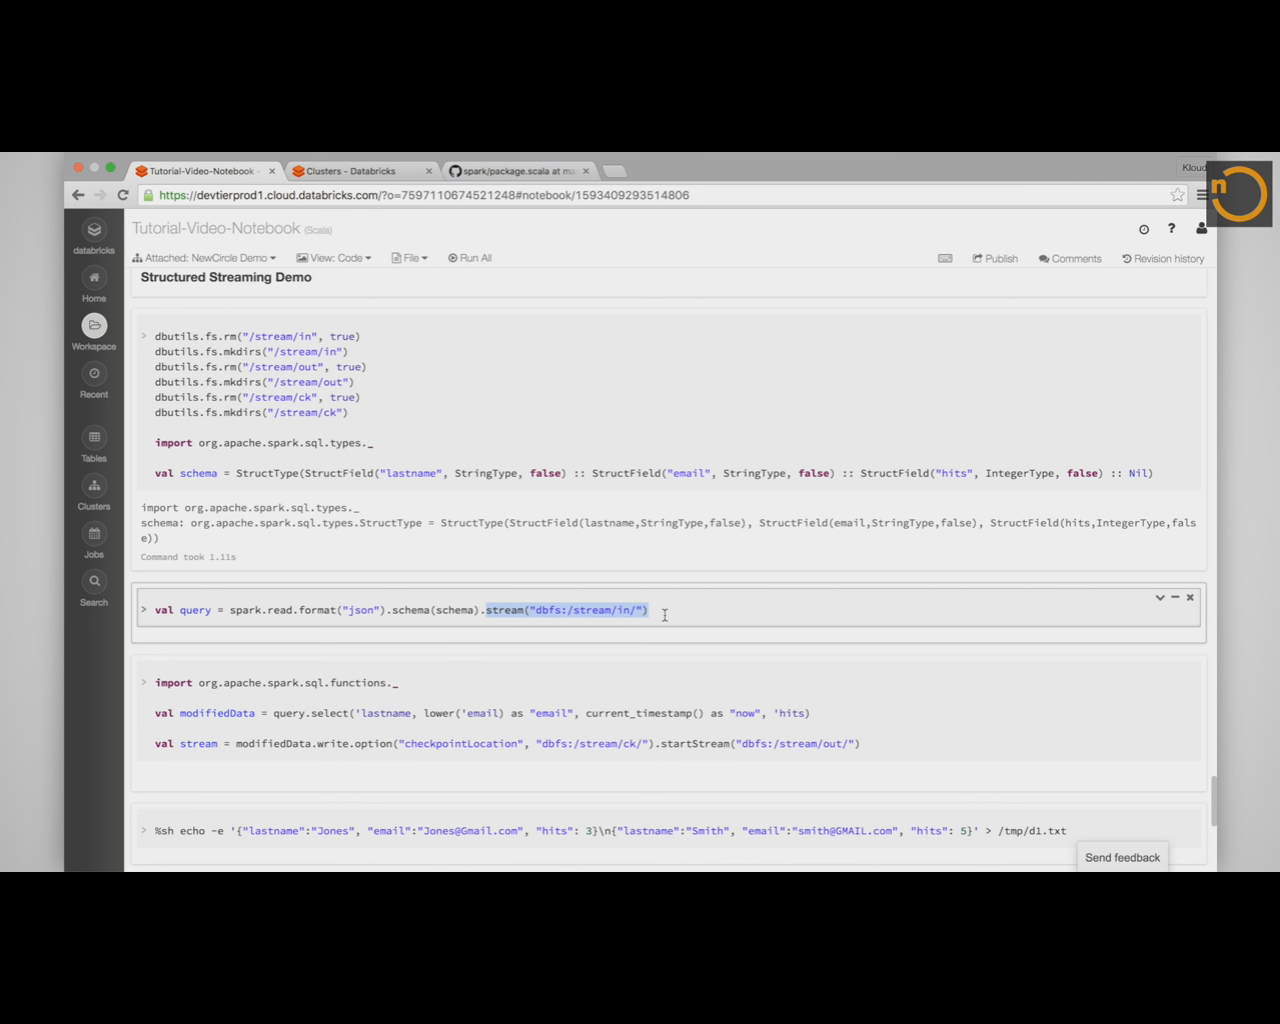 Tutorial-Video-Notebook -
Clusters - Databricks
spark/package.scala at ma
Kloud
n
https://devtierprod1.cloud.databricks.com/?o=7597110674521248#notebook/1593409293514806
databricks
Home
Workspace
Recent
Tables
Clusters
Jobs
Search
Tutorial-Video-Notebook (Scala)
?
Attached: NewCircle Demo
View: Code
File
Run All
Publish
Comments
Revision history
Structured Streaming Demo
> dbutils.fs.rm("/stream/in", true)
dbutils.fs.mkdirs("/stream/in")
dbutils.fs.rm("/stream/out", true)
dbutils.fs.mkdirs("/stream/out")
dbutils.fs.rm("/stream/ck", true)
dbutils.fs.mkdirs("/stream/ck")
import org.apache.spark.sql.types._
val schema = StructType(StructField("lastname", StringType, false) :: StructField("email", StringType, false) :: StructField("hits", IntegerType, false) :: Nil)
import org.apache.spark.sql.types._
schema: org.apache.spark.sql.types.StructType = StructType(StructField(lastname,StringType,false), StructField(email,StringType,false), StructField(hits,IntegerType,fals
e))
Command took 1.11s
> val query = spark.read.format("json").schema(schema).stream("dbfs:/stream/in/")
> import org.apache.spark.sql.functions._
val modifiedData = query.select('lastname, lower('email) as "email", current_timestamp() as "now", 'hits)
val stream = modifiedData.write.option("checkpointLocation", "dbfs:/stream/ck/").startStream("dbfs:/stream/out/")
> %sh echo -e '{"lastname":"Jones", "email":"Jones@Gmail.com", "hits": 3}\n{"lastname":"Smith", "email":"smith@GMAIL.com", "hits": 5}' > /tmp/d1.txt
Send feedback